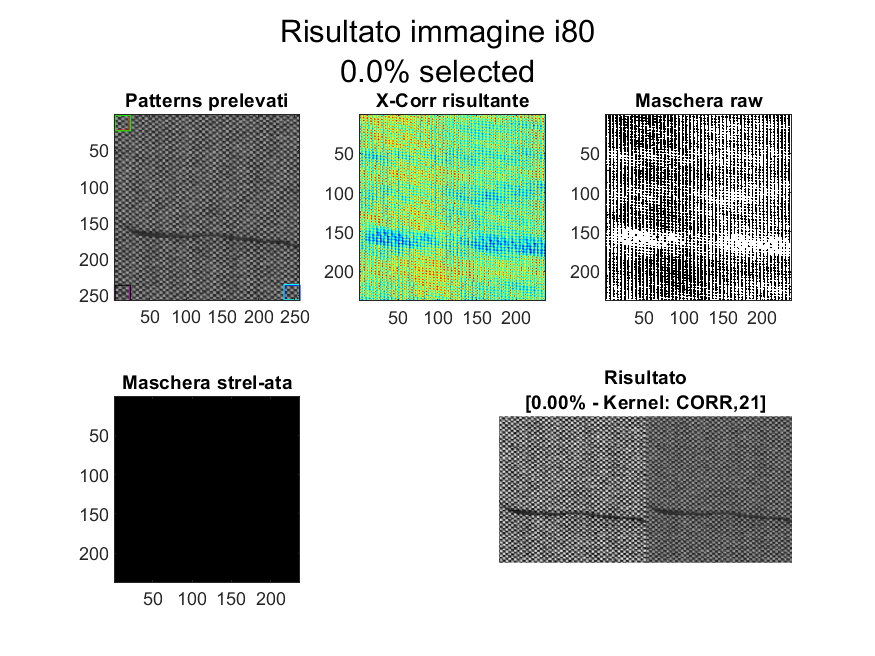 Risultato immagine i80
0.0% selected
Patterns prelevati
50
100
150
200
250
50 100 150 200 250
X-Corr risultante
50
100
150
200
50 100 150 200
Maschera raw
50
100
150
200
50 100 150 200
Maschera strel-ata
50
100
150
200
50 100 150 200
Risultato
[0.00% - Kernel: CORR,21]